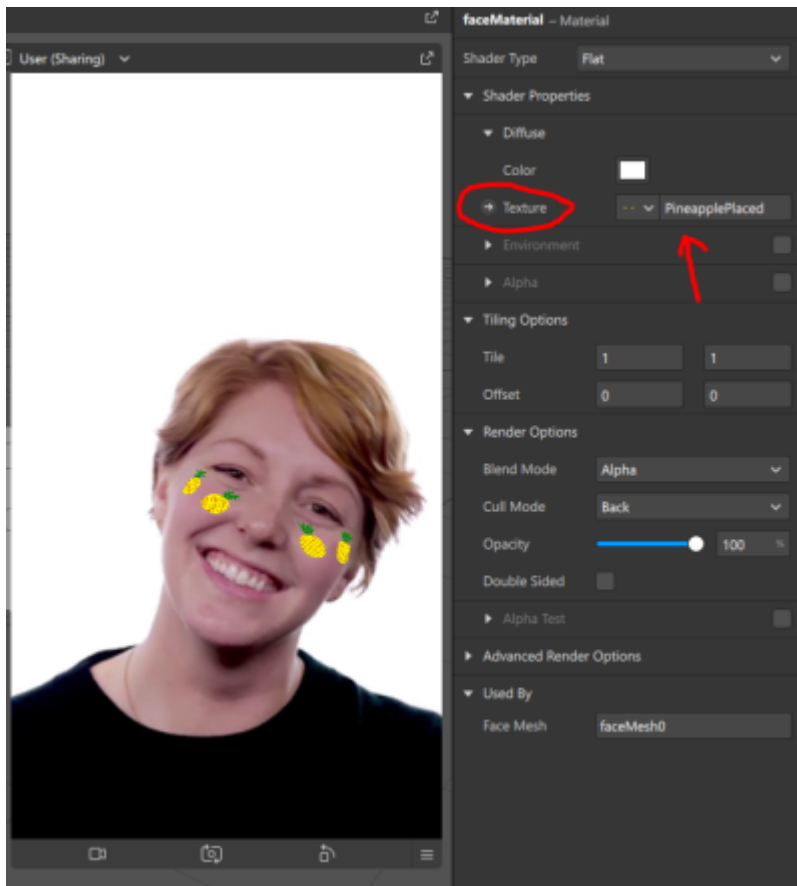 User (Sharing)
faceMaterial – Material
Shader Type Flat
Shader Properties
Diffuse
Color
Texture PineapplePlaced
Environment
Alpha
Tiling Options
Tile 1 1
Offset 0 0
Render Options
Blend Mode Alpha
Cull Mode Back
Opacity 100 %
Double Sided
Alpha Test
Advanced Render Options
Used By
Face Mesh faceMesh0